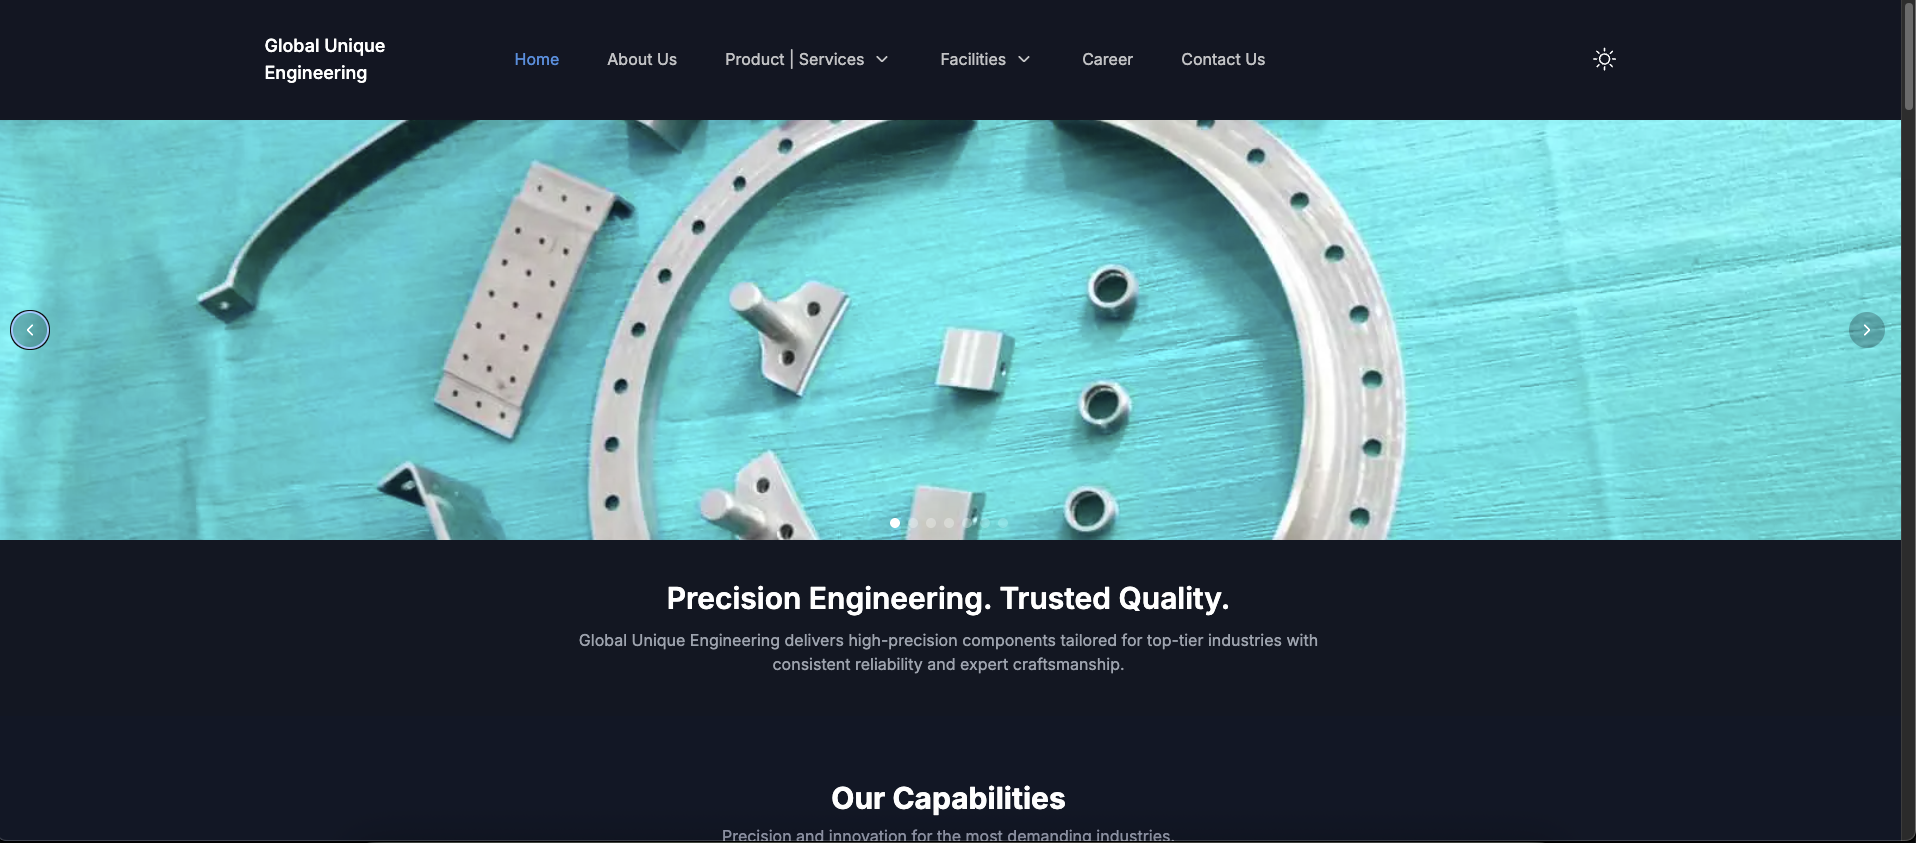 Global Unique
Engineering
Home
About Us
Product | Services
Facilities
Career
Contact Us
Precision Engineering. Trusted Quality.
Global Unique Engineering delivers high-precision components tailored for top-tier industries with
consistent reliability and expert craftsmanship.
Our Capabilities
Precision and innovation for the most demanding industries.